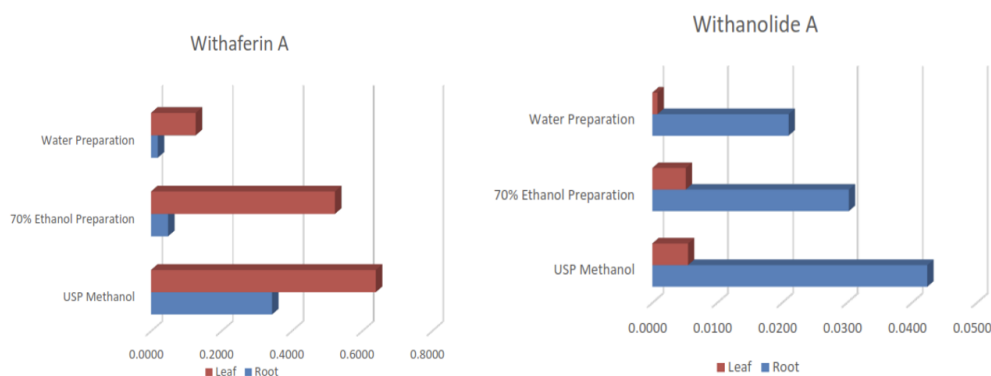 Withaferin A
Water Preparation
70% Ethanol Preparation
USP Methanol
0.0000 0.2000 0.4000 0.6000 0.8000
Leaf Root
Withanolide A
Water Preparation
70% Ethanol Preparation
USP Methanol
0.0000 0.0100 0.0200 0.0300 0.0400 0.0500
Leaf Root